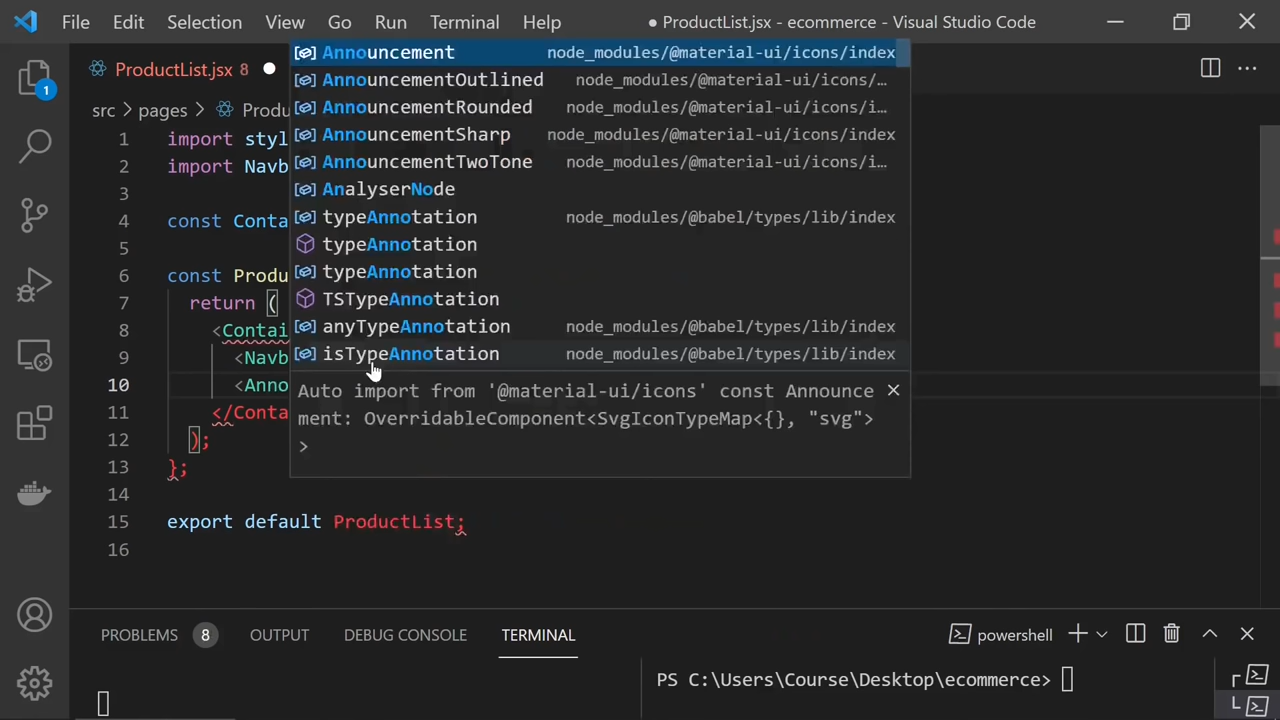 File Edit Selection View Go Run Terminal Help ● ProductList.jsx - ecommerce - Visual Studio Code
ProductList.jsx 8
1
src > pages > Produ
1 import styl
2 import Navb
3
4 const Conta
5
6 const Produ
7 return (
8 <Contai
9 <Navb
10 <Anno
11 </Conta
12 );
13 };
14
15 export default ProductList;
16
Announcement node_modules/@material-ui/icons/index
AnnouncementOutlined node_modules/@material-ui/icons/…
AnnouncementRounded node_modules/@material-ui/icons/i…
AnnouncementSharp node_modules/@material-ui/icons/index
AnnouncementTwoTone node_modules/@material-ui/icons/i…
AnalyserNode
typeAnnotation node_modules/@babel/types/lib/index
typeAnnotation
typeAnnotation
TSTypeAnnotation
anyTypeAnnotation node_modules/@babel/types/lib/index
isTypeAnnotation node_modules/@babel/types/lib/index
Auto import from '@material-ui/icons' const Announce
ment: OverridableComponent<SvgIconTypeMap<{}, "svg">
>
PROBLEMS 8 OUTPUT DEBUG CONSOLE TERMINAL powershell
PS C:\Users\Course\Desktop\ecommerce>